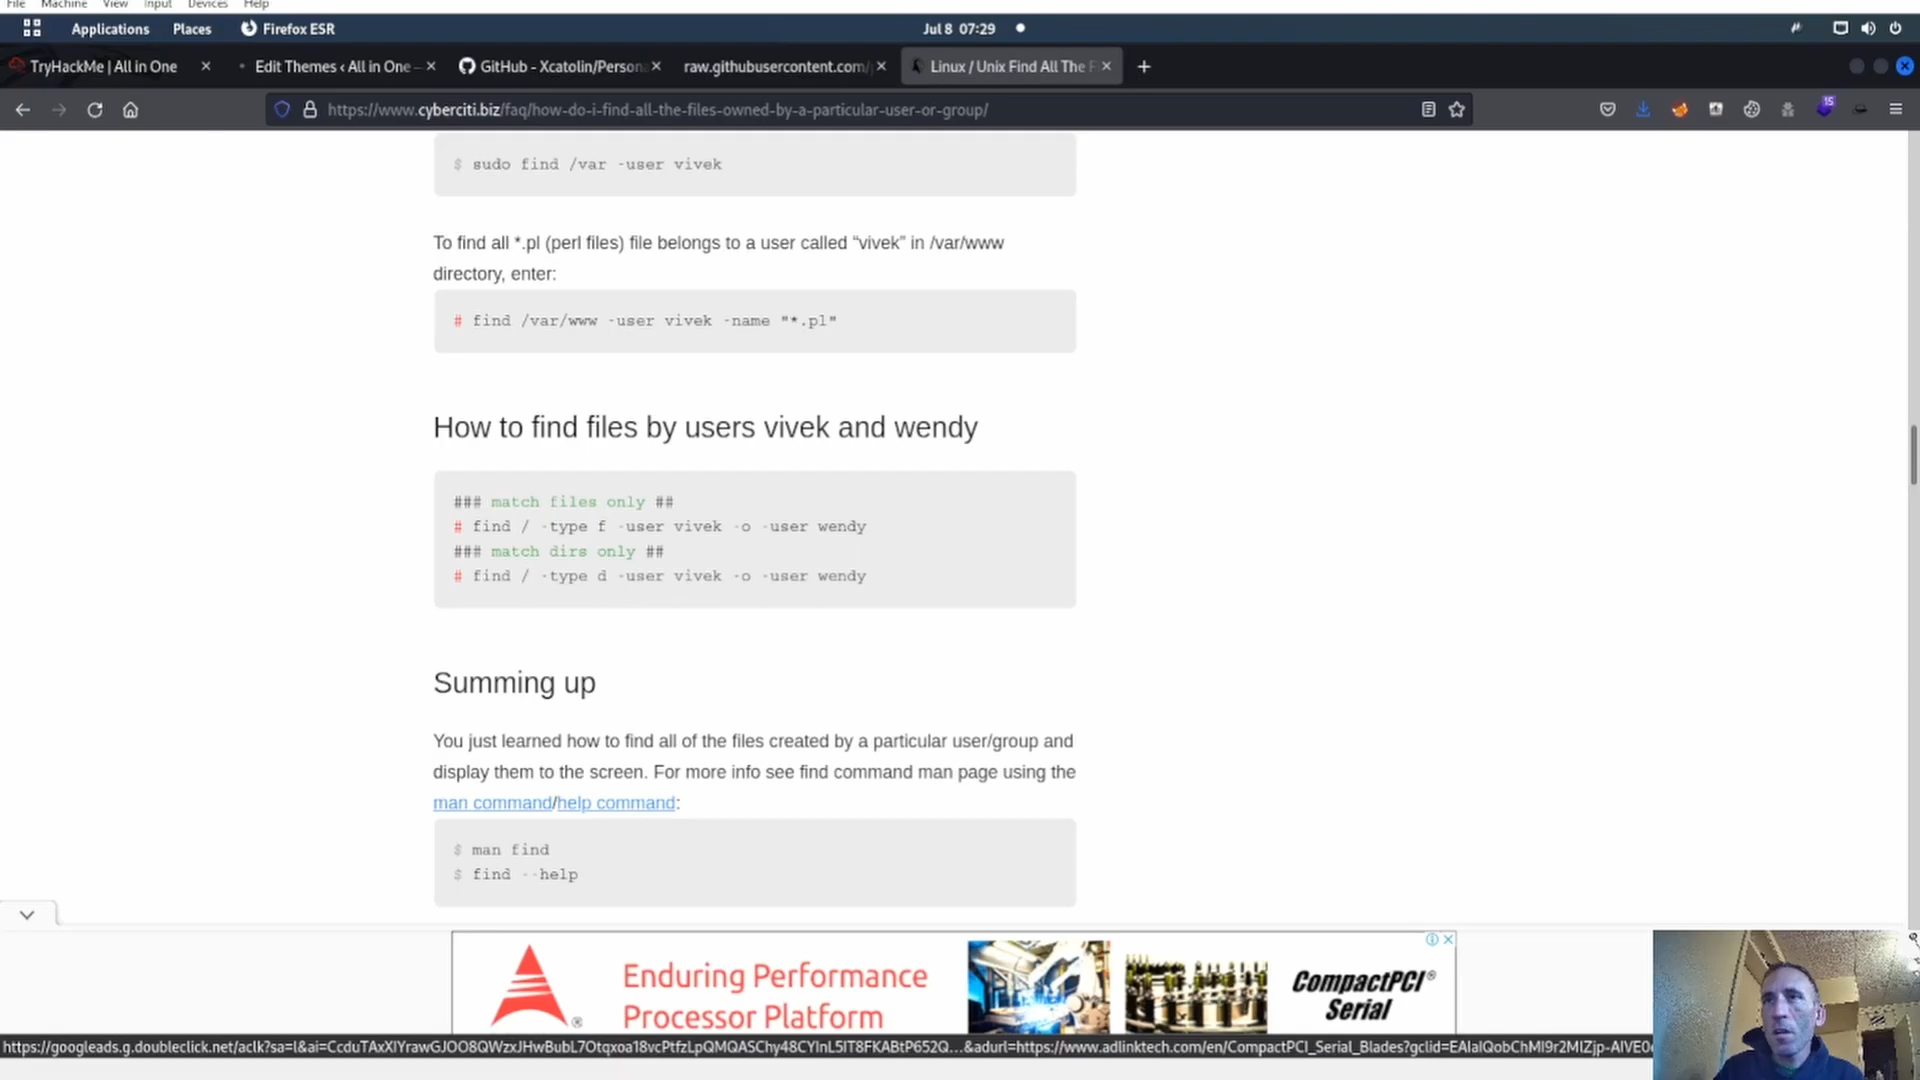 File Machine View Input Devices Help
Applications Places Firefox ESR Jul 8 07:29
TryHackMe | All in One Edit Themes ‹ All in One — GitHub - Xcatolin/Person raw.githubusercontent.com/ Linux / Unix Find All The F
https://www.cyberciti.biz/faq/how-do-i-find-all-the-files-owned-by-a-particular-user-or-group/ 15
$ sudo find /var -user vivek
To find all *.pl (perl files) file belongs to a user called “vivek” in /var/www
directory, enter:
# find /var/www -user vivek -name "*.pl"
How to find files by users vivek and wendy
### match files only ##
# find / -type f -user vivek -o -user wendy
### match dirs only ##
# find / -type d -user vivek -o -user wendy
Summing up
You just learned how to find all of the files created by a particular user/group and
display them to the screen. For more info see find command man page using the
man command/help command:
$ man find
$ find --help
Enduring Performance
Processor Platform
CompactPCI®
Serial